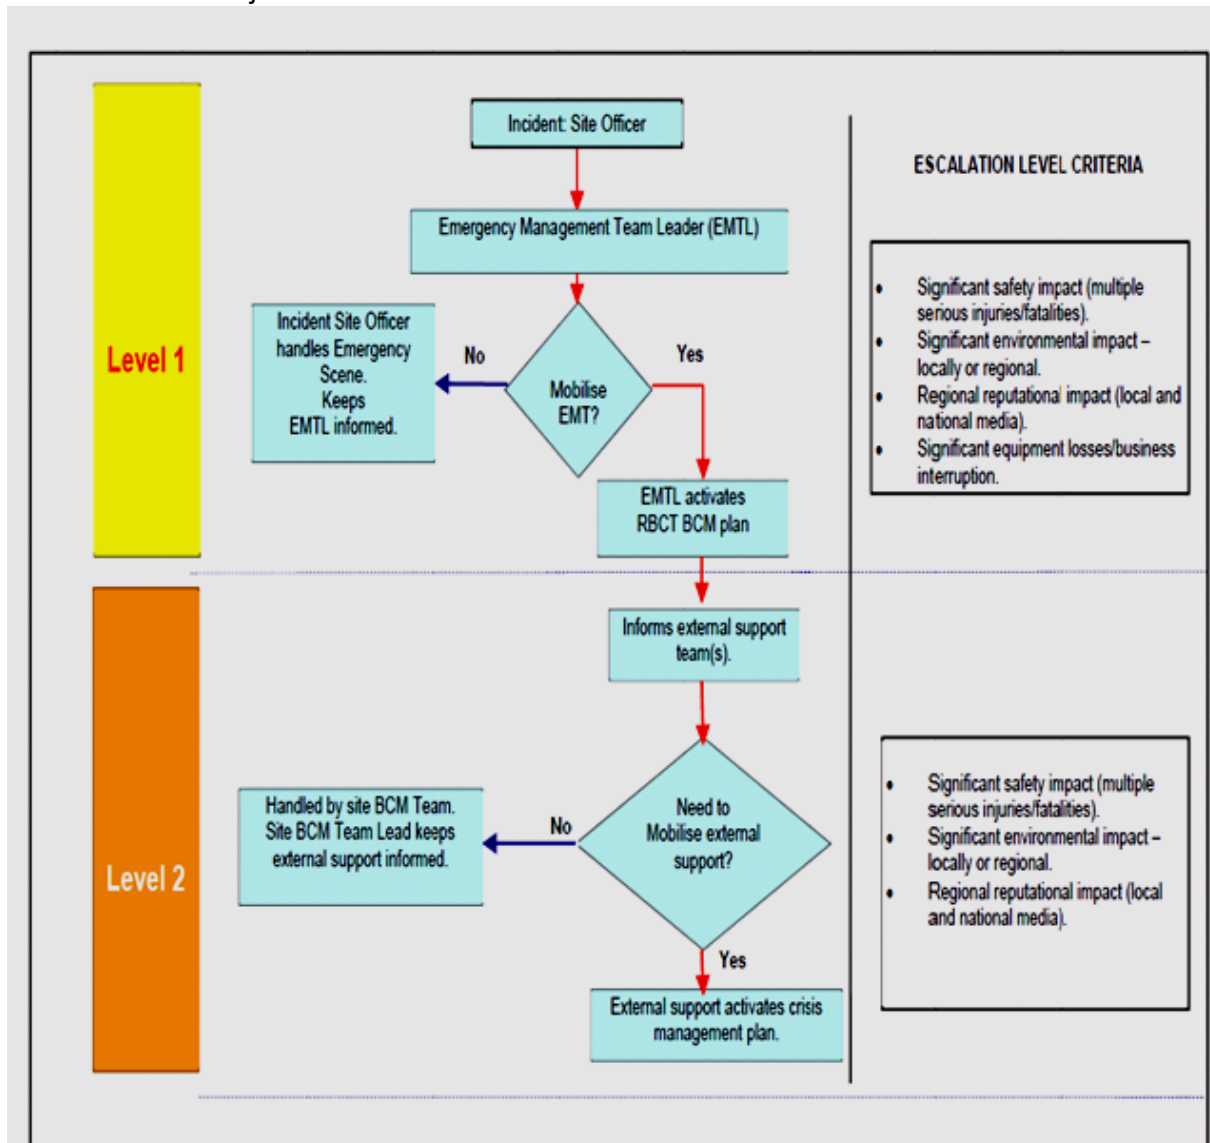 Incident: Site Officer
ESCALATION LEVEL CRITERIA
Emergency Management Team Leader (EMTL)
Level 1
Incident Site Officer
handles Emergency
Scene.
Keeps
EMTL informed.
No
Mobilise
EMT?
Yes
EMTL activates
RBCT BCM plan
• Significant safety impact (multiple
serious injuries/fatalities).
• Significant environmental impact –
locally or regional.
• Regional reputational impact (local and
national media).
• Significant equipment losses/business
interruption.
Level 2
Informs external support
team(s).
Need to
Mobilise external
support?
No
Handled by site BCM Team.
Site BCM Team Lead keeps
external support informed.
Yes
External support activates crisis
management plan.
• Significant safety impact (multiple
serious injuries/fatalities).
• Significant environmental impact –
locally or regional.
• Regional reputational impact (local
and national media).